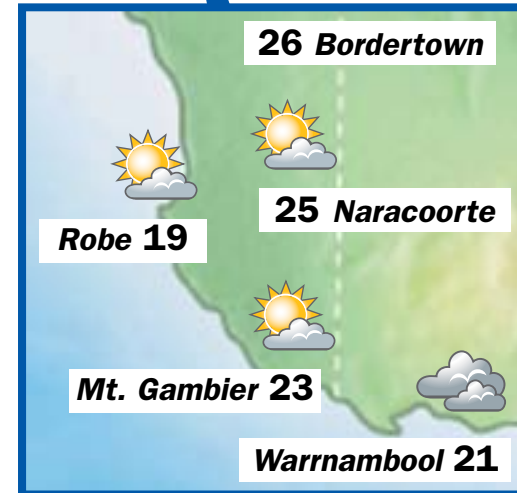 26 Bordertown
25 Naracoorte
Robe 19
Mt. Gambier 23
Warrnambool 21